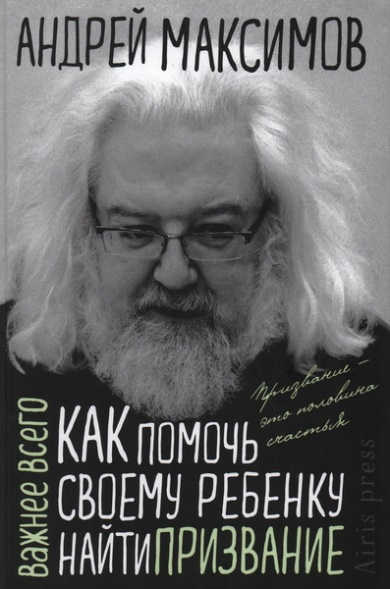 АНДРЕЙ МАКСИМОВ
Призвание –
это половина
счастья
важнее всего
КАК ПОМОЧЬ
СВОЕМУ РЕБЕНКУ
НАЙТИ ПРИЗВАНИЕ
Airis press